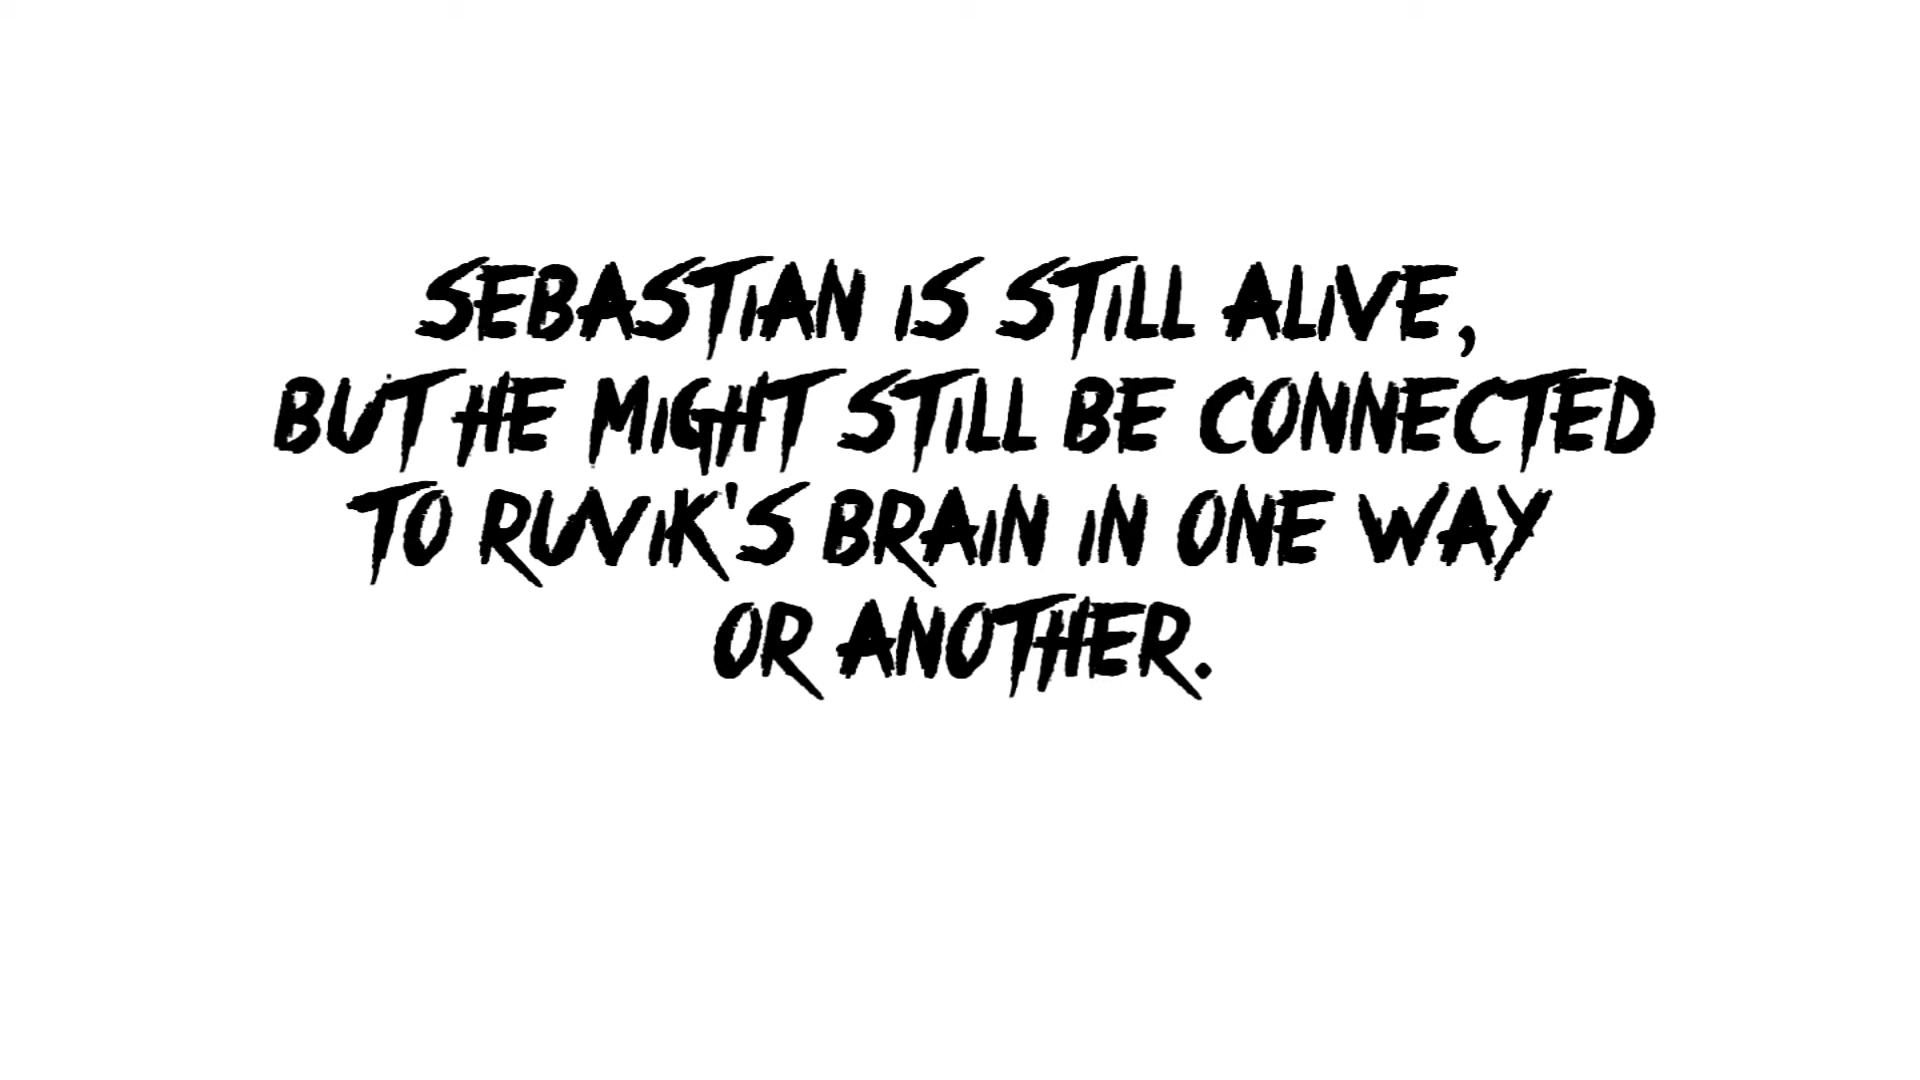 SEBASTIAN IS STILL ALIVE,
BUT HE MIGHT STILL BE CONNECTED
TO RUVIK'S BRAIN IN ONE WAY
OR ANOTHER.